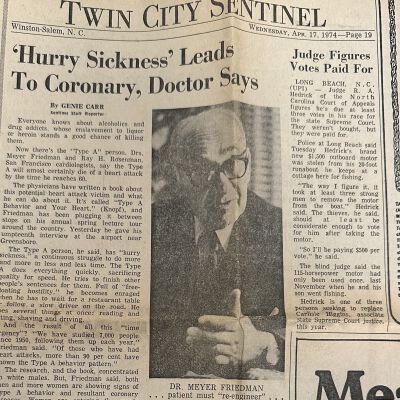 TWIN CITY SENTINEL
Winston-Salem, N. C.
WEDNESDAY, APR. 17, 1974—Page 19
'Hurry Sickness' Leads
To Coronary, Doctor Says
By GENIE CARR
Sentinel Staff Reporter
Everyone knows about alcoholics and
drug addicts, whose enslavement to liquor
or heroin stands a good chance of killing
them.
Now there's the "Type A" person. Drs.
Meyer Friedman and Ray H. Rosenman,
San Francisco cardiologists, say the Type
A will almost certainly die of a heart attack
by the time he reaches 60.
The physicians have written a book about
this potential heart attack victim and what
he can do about it. It's called "Type A
Behavior and Your Heart," (Knopf), and
Friedman has been plugging it between
stops on his annual spring lecture tour
around the country. Yesterday he gave his
umpteenth interview at the airport near
Greensboro.
The Type A person, he said, has "hurry
sickness," a continuous struggle to do more
and more in less and less time. The Type
A does everything quickly, sacrificing
quality for speed. He tries to finish other
people's sentences for them. Full of "free-
floating hostility," he becomes enraged
when he has to wait for a restaurant table
follow a slow driver on the road. He
does several things at once: reading and
eating, shaving and driving.
And the result of all this "time
urgency"? "We have studied 7,000 people
since 1950, following them up each year,"
Friedman said. "Of those who have had
heart attacks, more than 90 per cent have
shown the Type A behavior pattern."
The research, and the book, concentrated
on white males. But, Friedman said, both
men and more women are showing signs of
Type A behavior and resultant coronary
DR. MEYER FRIEDMAN
. . . patient must "re-engineer" . . .
Judge Figures
Votes Paid For
LONG BEACH, N.C.
(UPI) — Judge R. A.
Hedrick of the North
Carolina Court of Appeals
figures he's due at least
three votes in his race for
the state Supreme Court.
They weren't bought, but
they were paid for.
Police at Long Beach said
Tuesday Hedrick's brand
new $1,500 outboard motor
was stolen from his 20-foot
runabout he keeps at a
cottage here for fishing.
"The way I figure it, it
took at least three strong
men to remove the motor
from the boat," Hedrick
said. The thieves, he said,
should at least be
considerate enough to vote
for him after taking the
motor.
"So I'll be paying $500 per
vote," he said.
The blind judge said the
115-horsepower motor had
only been used once, last
November when he and his
son went fishing.
Hedrick is one of three
persons seeking to replace
Carlisle Higgins, associate
state Supreme Court justice,
this year.
Me